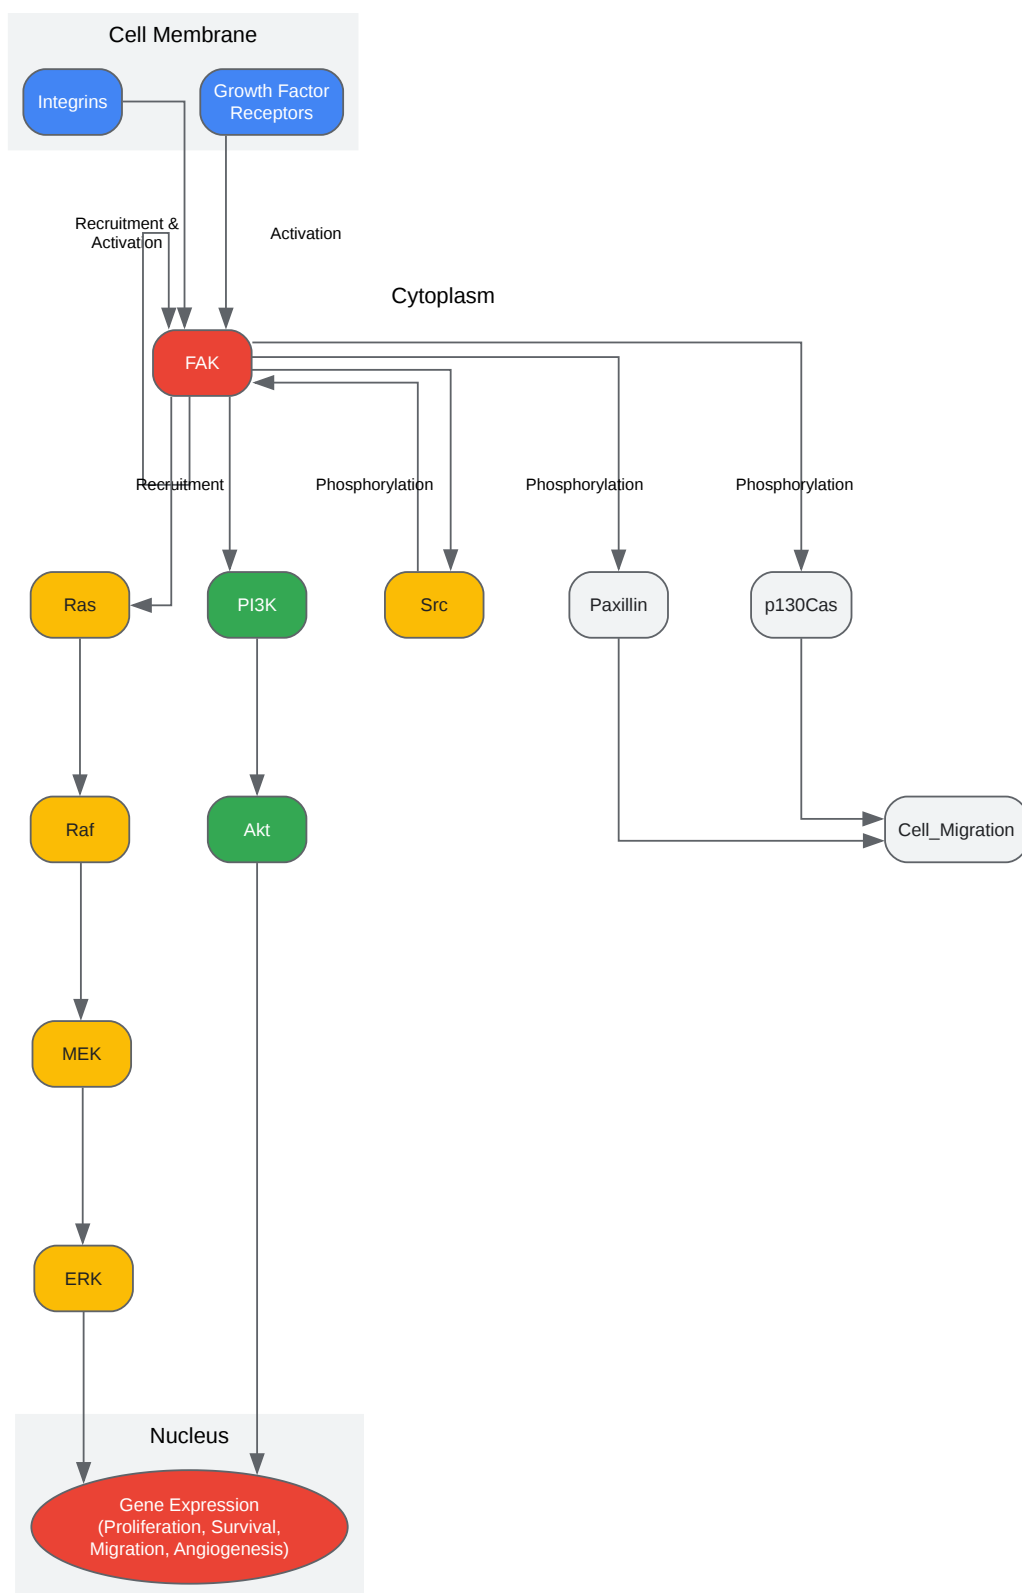 Cell Membrane
Integrins
Growth Factor
Receptors
Recruitment &
Activation
Activation
Cytoplasm
FAK
Recruitment
Phosphorylation
Phosphorylation
Phosphorylation
Ras
PI3K
Src
Paxillin
p130Cas
Raf
Akt
Cell_Migration
MEK
ERK
Nucleus
Gene Expression
(Proliferation, Survival,
Migration, Angiogenesis)